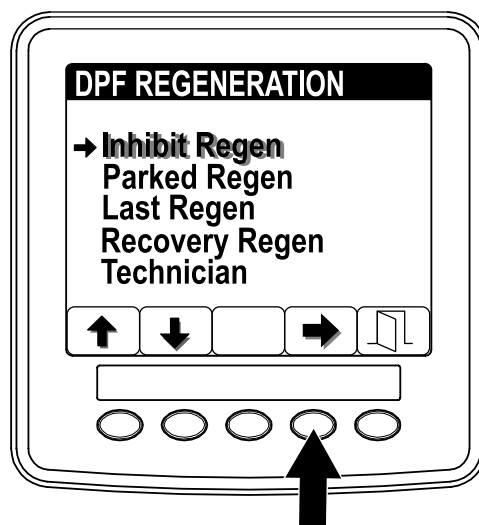 DPF REGENERATION
Inhibit Regen
Parked Regen
Last Regen
Recovery Regen
Technician